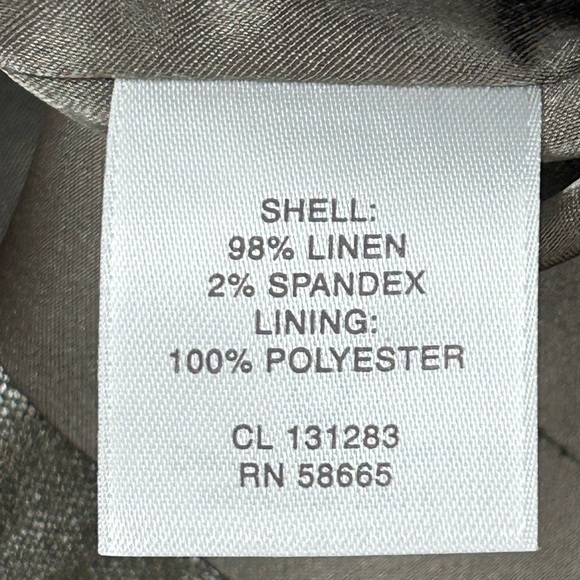 SHELL:
98% LINEN
2% SPANDEX
LINING:
100% POLYESTER
CL 131283
RN 58665